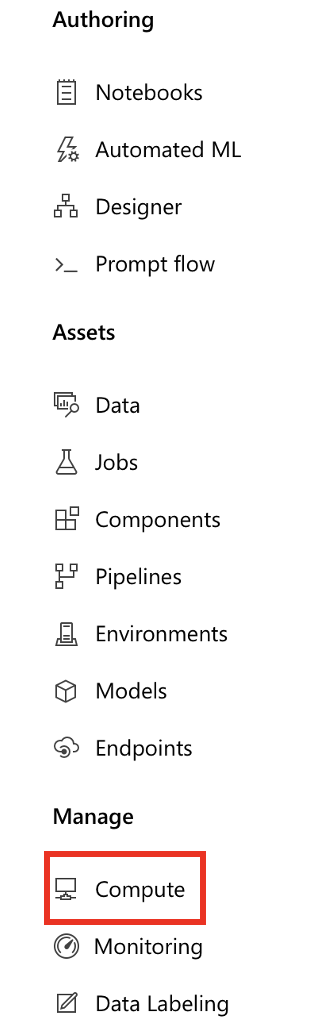 Authoring
Notebooks
Automated ML
Designer
Prompt flow
Assets
Data
Jobs
Components
Pipelines
Environments
Models
Endpoints
Manage
Compute
Monitoring
Data Labeling